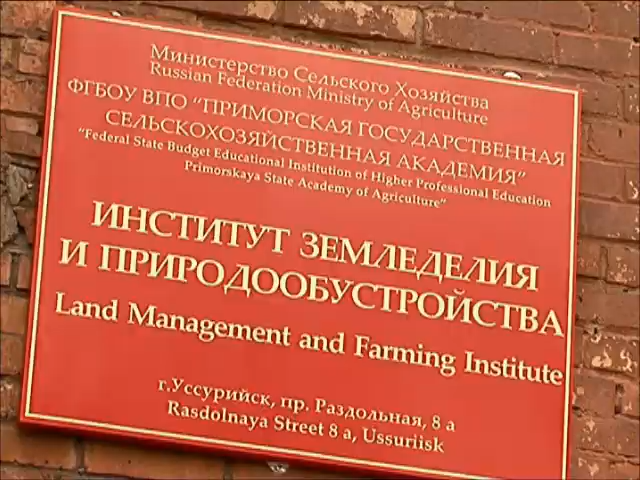 Министерство Сельского Хозяйства
Russian Federation Ministry of Agriculture
ФГБОУ ВПО "ПРИМОРСКАЯ ГОСУДАРСТВЕННАЯ
СЕЛЬСКОХОЗЯЙСТВЕННАЯ АКАДЕМИЯ"
"Federal State Budget Educational Institution of Higher Professional Education
Primorskaya State Academy of Agriculture"
ИНСТИТУТ ЗЕМЛЕДЕЛИЯ
И ПРИРОДООБУСТРОЙСТВА
Land Management and Farming Institute
г.Уссурийск, пр. Раздольная, 8 а
Rasdolnaya Street 8 a, Ussuriisk